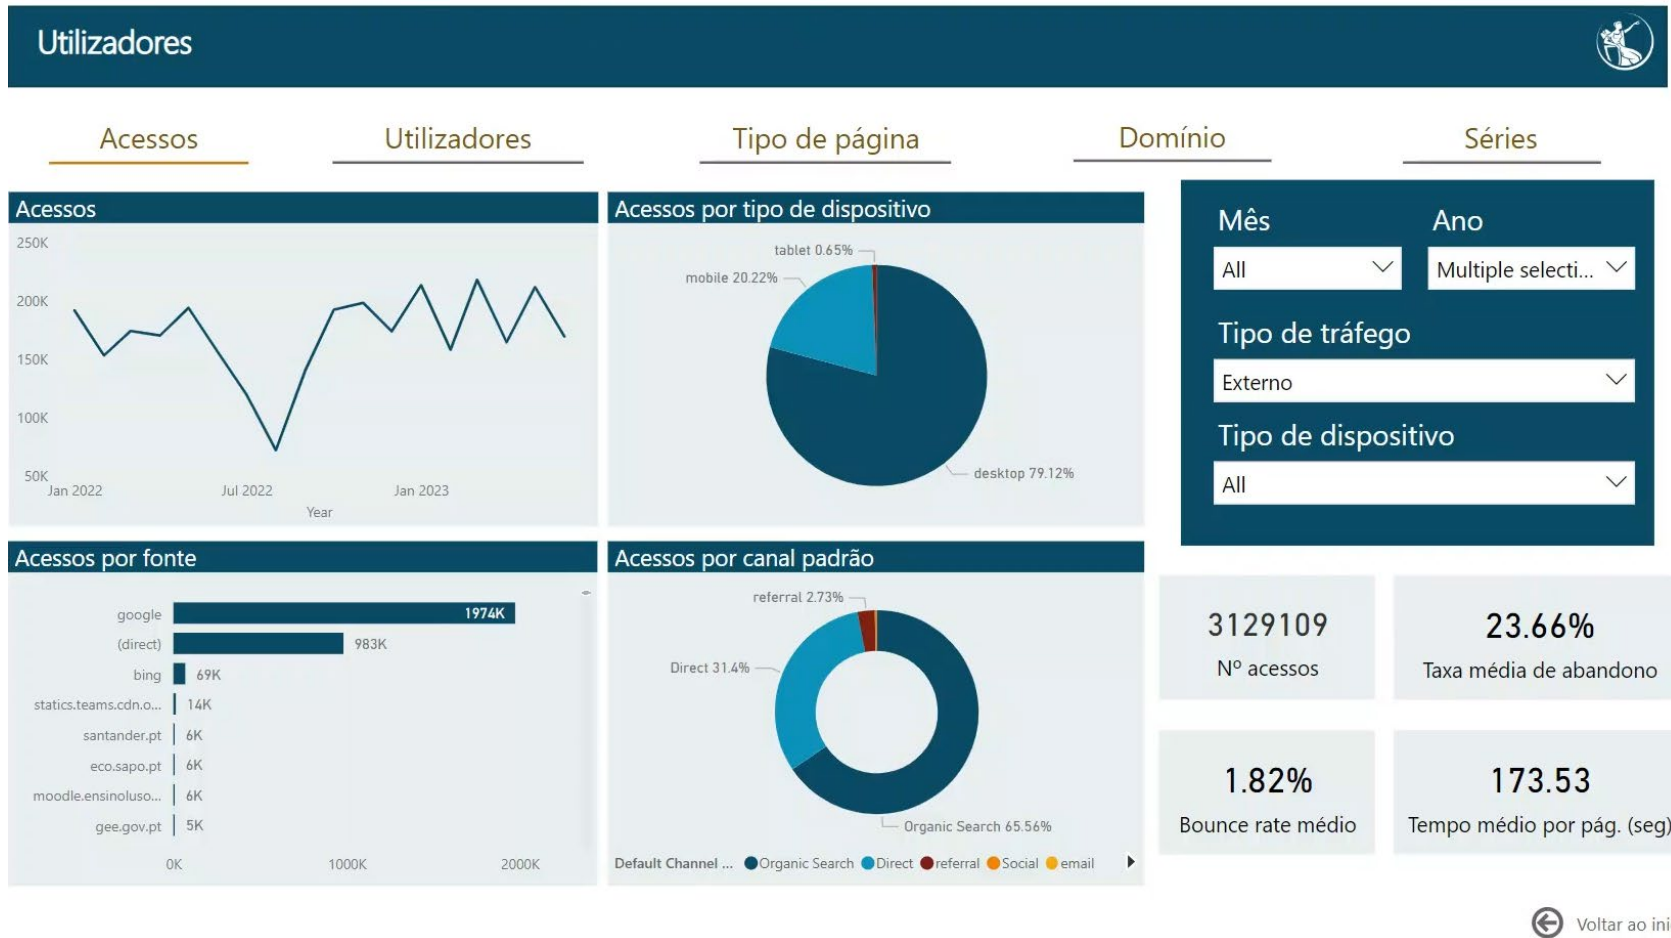 Utilizadores
Acessos
Utilizadores
Tipo de página
Domínio
Séries
Acessos
250K
200K
150K
100K
50K
Jan 2022
Jul 2022
Jan 2023
Year
Acessos por tipo de dispositivo
tablet 0.65%
mobile 20.22%
desktop 79.12%
Mês
Ano
All
Multiple selecti...
Tipo de tráfego
Externo
Tipo de dispositivo
All
Acessos por fonte
google
1974K
(direct)
983K
bing
69K
statics.teams.cdn.o...
14K
santander.pt
6K
eco.sapo.pt
6K
moodle.ensinoluso...
6K
gee.gov.pt
5K
0K
1000K
2000K
Acessos por canal padrão
referral 2.73%
Direct 31.4%
Organic Search 65.56%
Default Channel ...
Organic Search
Direct
referral
Social
email
3129109
Nº acessos
23.66%
Taxa média de abandono
1.82%
Bounce rate médio
173.53
Tempo médio por pág. (seg)
Voltar ao ini